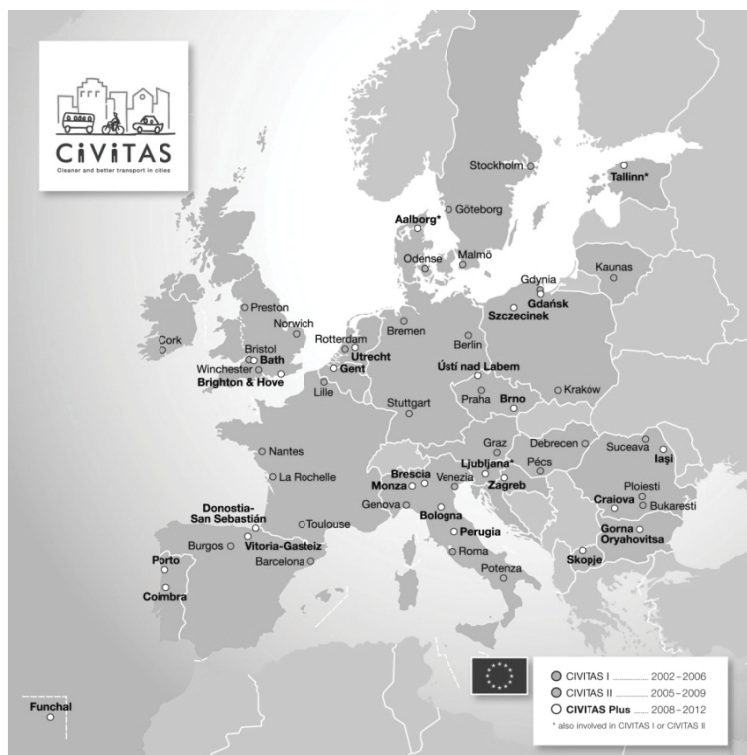 CiViTAS
Cleaner and better transport in cities
Stockholm
Tallinn*
Göteborg
Aalborg*
Odense
Malmö
Kaunas
Gdynia
Gdańsk
Szczecinek
Preston
Norwich
Cork
Bristol
Bath
Winchester
Brighton & Hove
Rotterdam
Utrecht
Gent
Lille
Bremen
Berlin
Ústí nad Labem
Praha
Brno
Kraków
Stuttgart
Nantes
La Rochelle
Graz
Debrecen
Suceava
Iaşi
Ljubljana*
Pécs
Zagreb
Brescia
Monza
Venezia
Genova
Bologna
Ploiesti
Craiova
Bukaresti
Donostia-
San Sebastián
Toulouse
Burgos
Vitoria-Gasteiz
Barcelona
Perugia
Roma
Potenza
Gorna
Oryahovitsa
Skopje
Porto
Coimbra
Funchal
CIVITAS I ............ 2002–2006
CIVITAS II ........... 2005–2009
CIVITAS Plus ..... 2008–2012
* also involved in CIVITAS I or CIVITAS II